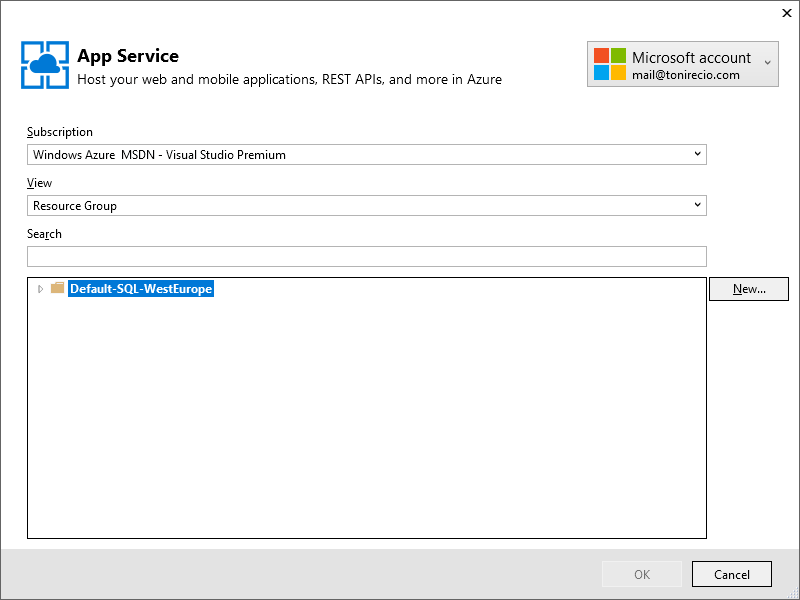 App Service
Host your web and mobile applications, REST APIs, and more in Azure
Microsoft account
mail@tonirecio.com
Subscription
Windows Azure  MSDN - Visual Studio Premium
View
Resource Group
Search
Default-SQL-WestEurope
New...
OK
Cancel